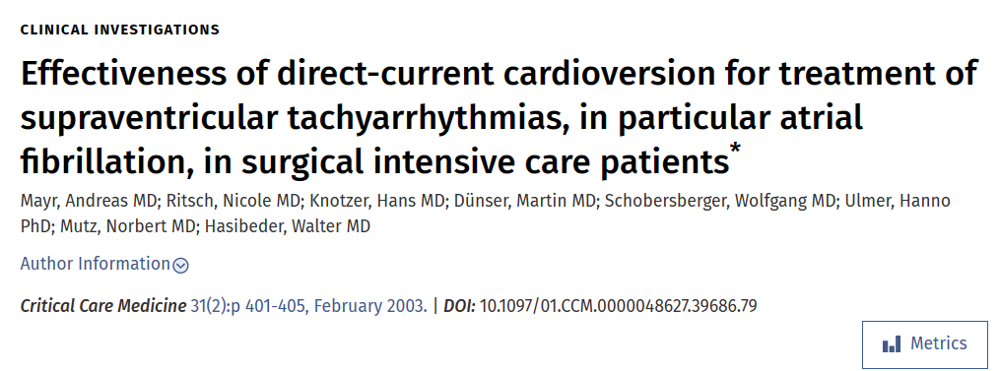 CLINICAL INVESTIGATIONS
Effectiveness of direct-current cardioversion for treatment of
supraventricular tachyarrhythmias, in particular atrial
fibrillation, in surgical intensive care patients*
Mayr, Andreas MD; Ritsch, Nicole MD; Knotzer, Hans MD; Dünser, Martin MD; Schobersberger, Wolfgang MD; Ulmer, Hanno
PhD; Mutz, Norbert MD; Hasibeder, Walter MD
Author Information
Critical Care Medicine 31(2):p 401-405, February 2003. | DOI: 10.1097/01.CCM.0000048627.39686.79
Metrics